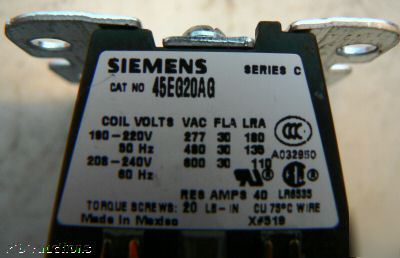 SIEMENS SERIES C
CAT NO 45EG20AG
COIL VOLTS VAC FLA LRA
190-220V 277 30 180
50 Hz 480 30 135
208-240V 600 30 110
60 Hz
A032950
RES AMPS 40 LR6535
TORQUE SCREWS: 20 LB-IN CU 75°C WIRE
Made in Mexico X#519